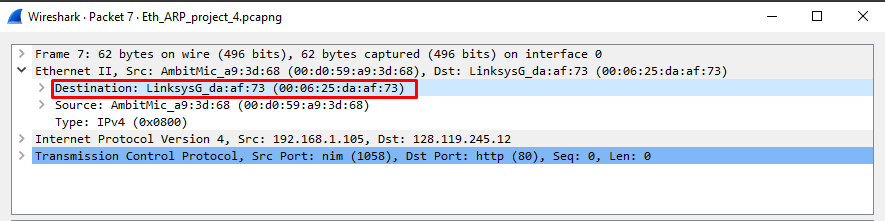 Wireshark · Packet 7 · Eth_ARP_project_4.pcapng
Frame 7: 62 bytes on wire (496 bits), 62 bytes captured (496 bits) on interface 0
Ethernet II, Src: AmbitMic_a9:3d:68 (00:d0:59:a9:3d:68), Dst: LinksysG_da:af:73 (00:06:25:da:af:73)
Destination: LinksysG_da:af:73 (00:06:25:da:af:73)
Source: AmbitMic_a9:3d:68 (00:d0:59:a9:3d:68)
Type: IPv4 (0x0800)
Internet Protocol Version 4, Src: 192.168.1.105, Dst: 128.119.245.12
Transmission Control Protocol, Src Port: nim (1058), Dst Port: http (80), Seq: 0, Len: 0